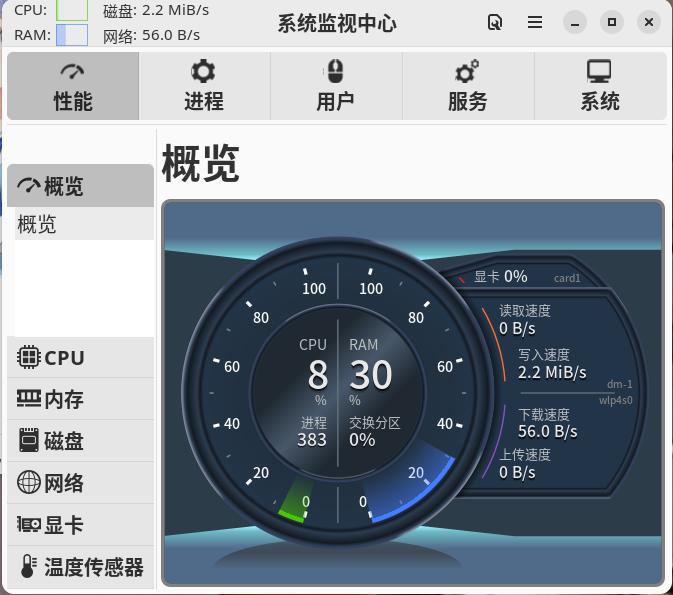 CPU: 磁盘: 2.2 MiB/s
RAM: 网络: 56.0 B/s
系统监视中心
性能 进程 用户 服务 系统
概览
概览
CPU
内存
磁盘
网络
显卡
温度传感器
概览
100 100
80 80
60 60
40 40
20 20
0 0
CPU RAM
8 30
% %
进程 交换分区
383 0%
显卡 0% card1
读取速度
0 B/s
写入速度
2.2 MiB/s
dm-1
wlp4s0
下载速度
56.0 B/s
上传速度
0 B/s